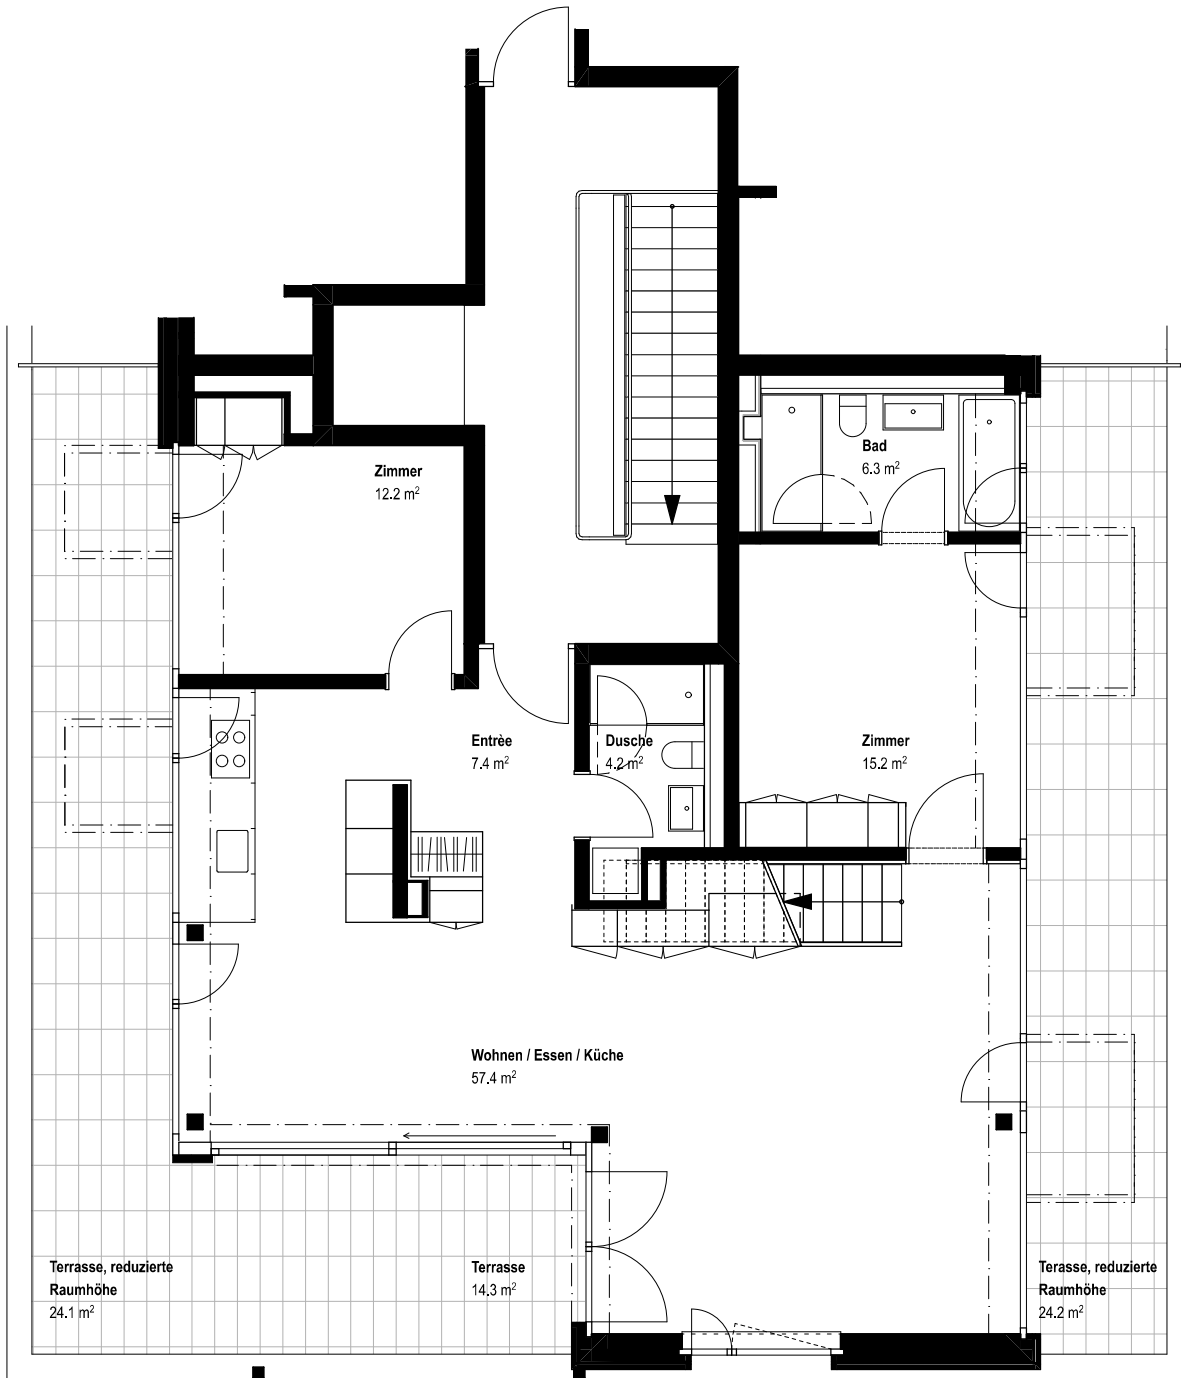 Zimmer
12.2 m²
Bad
6.3 m²
Entrèe
7.4 m²
Dusche
4.2 m²
Zimmer
15.2 m²
Wohnen / Essen / Küche
57.4 m²
Terrasse, reduzierte
Raumhöhe
24.1 m²
Terrasse
14.3 m²
Terasse, reduzierte
Raumhöhe
24.2 m²